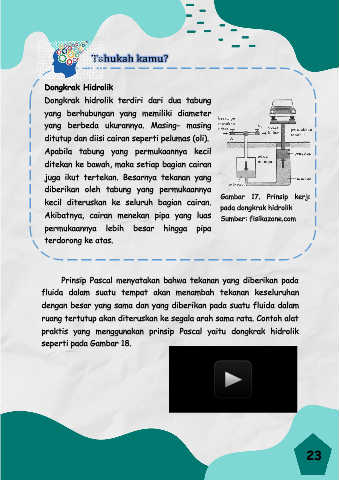 Tahukah kamu?
Dongkrak Hidrolik
Dongkrak hidrolik terdiri dari dua tabung
yang berhubungan yang memiliki diameter
yang berbeda ukurannya. Masing– masing
ditutup dan diisi cairan seperti pelumas (oli).
Apabila tabung yang permukaannya kecil
ditekan ke bawah, maka setiap bagian cairan
juga ikut tertekan. Besarnya tekanan yang
diberikan oleh tabung yang permukaannya
kecil diteruskan ke seluruh bagian cairan.
Akibatnya, cairan menekan pipa yang luas
permukaannya lebih besar hingga pipa
terdorong ke atas.
Gambar 17. Prinsip kerja
pada dongkrak hidrolik
Sumber: fisikazone.com
Prinsip Pascal menyatakan bahwa tekanan yang diberikan pada
fluida dalam suatu tempat akan menambah tekanan keseluruhan
dengan besar yang sama dan yang diberikan pada suatu fluida dalam
ruang tertutup akan diteruskan ke segala arah sama rata. Contoh alat
praktis yang menggunakan prinsip Pascal yaitu dongkrak hidrolik
seperti pada Gambar 18.
23